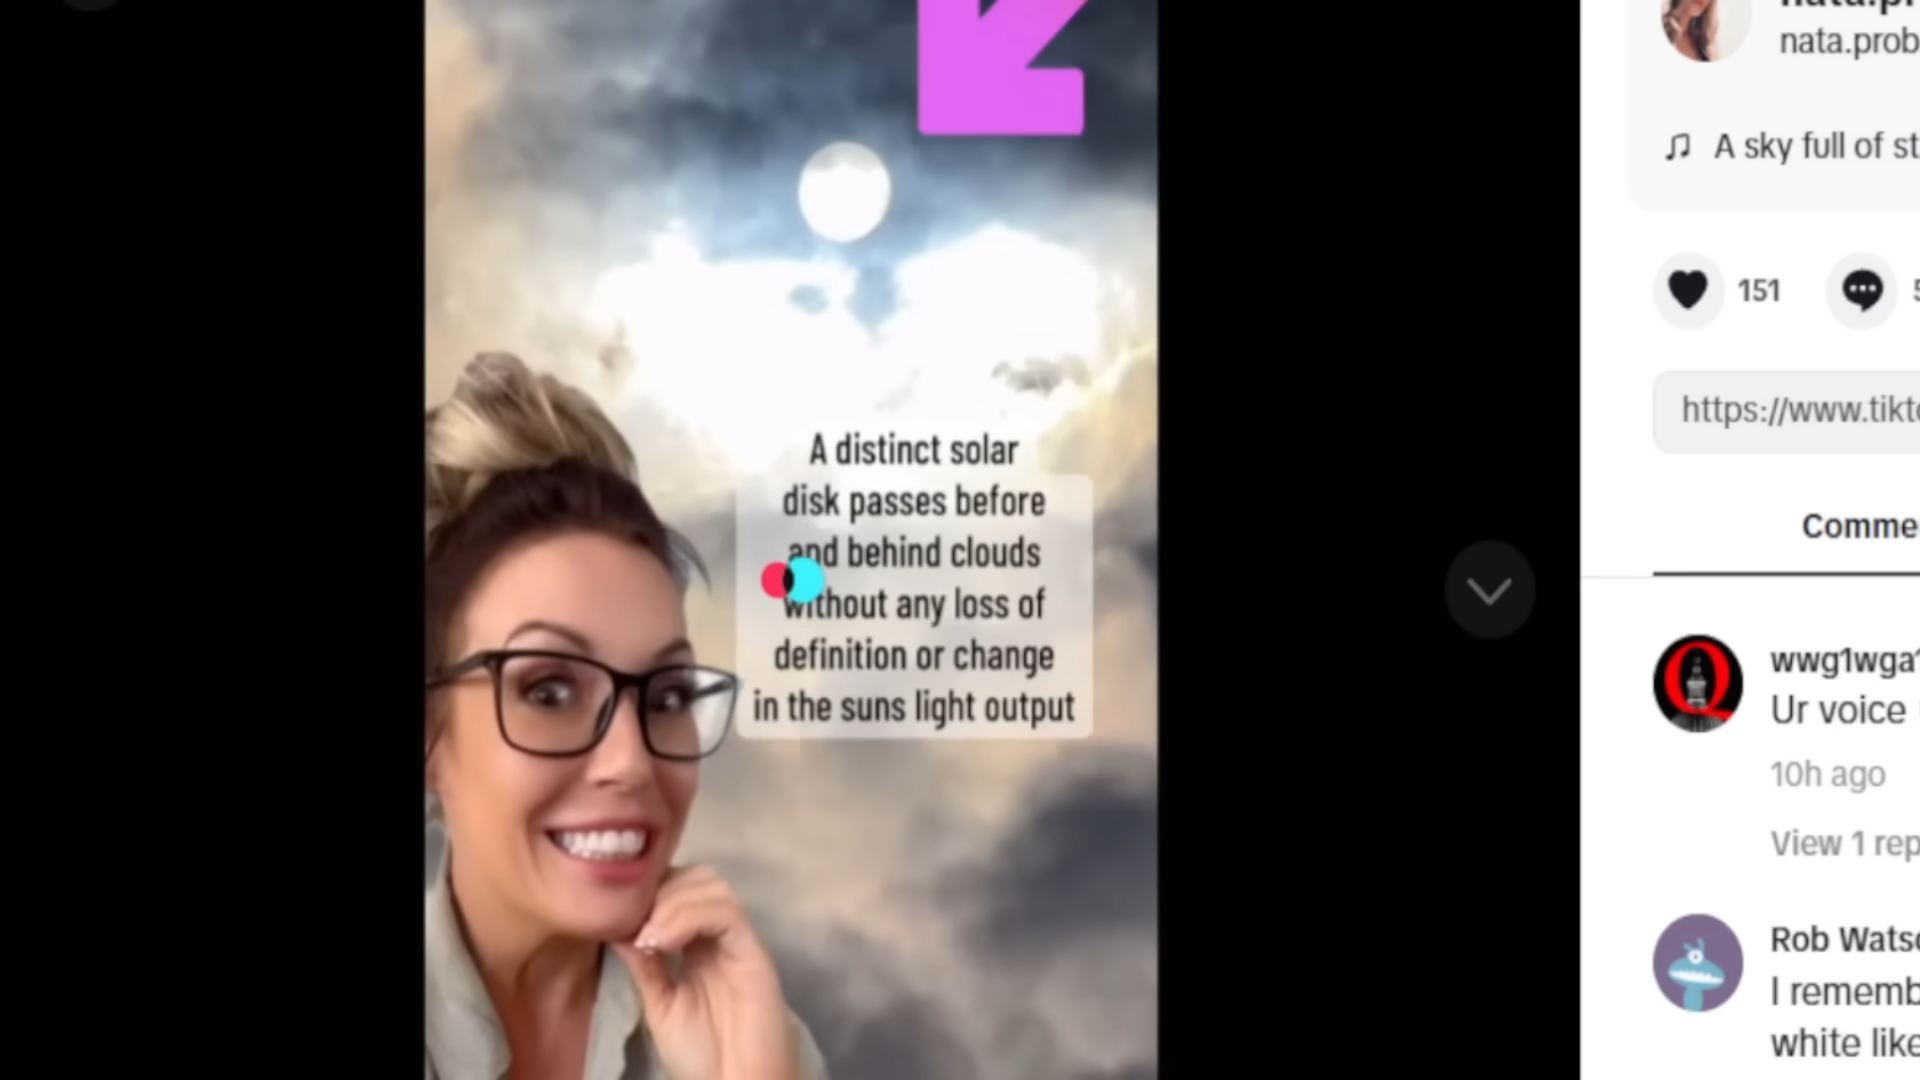 A distinct solar
disk passes before
and behind clouds
without any loss of
definition or change
in the suns light output
nata.prob
A sky full of st
151
https://www.tikt
Comme
wwg1wga
Ur voice
10h ago
View 1 rep
Rob Wats
I rememb
white like